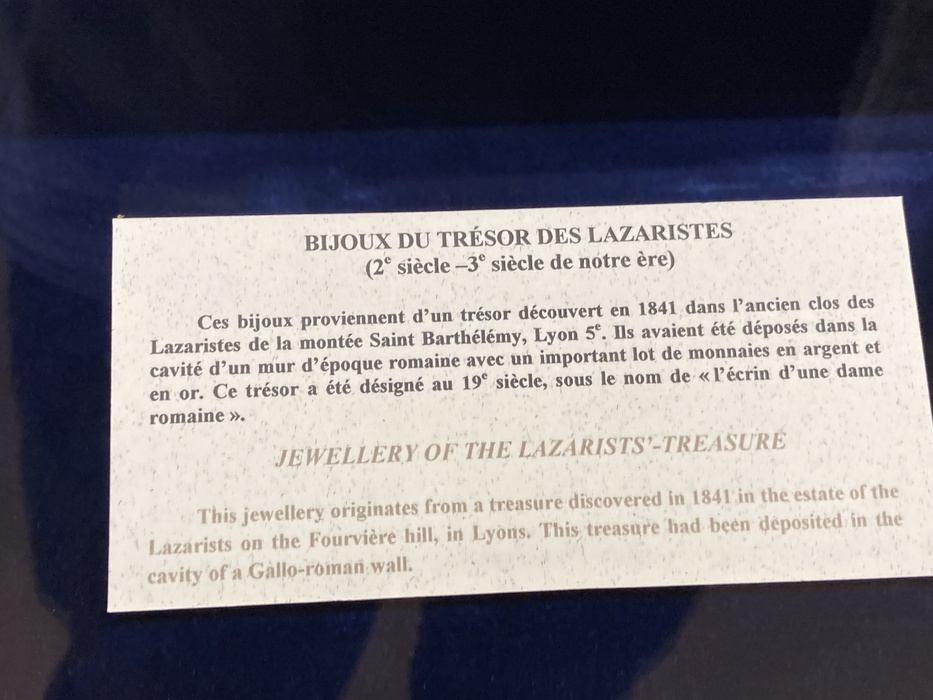 BIJOUX DU TRÉSOR DES LAZARISTES
(2e siècle –3e siècle de notre ère)
Ces bijoux proviennent d'un trésor découvert en 1841 dans l'ancien clos des
Lazaristes de la montée Saint Barthélémy, Lyon 5e. Ils avaient été déposés dans la
cavité d'un mur d'époque romaine avec un important lot de monnaies en argent et
en or. Ce trésor a été désigné au 19e siècle, sous le nom de « l'écrin d'une dame
romaine ».
JEWELLERY OF THE LAZARISTS'-TREASURE
This jewellery originates from a treasure discovered in 1841 in the estate of the
Lazarists on the Fourvière hill, in Lyons. This treasure had been deposited in the
cavity of a Gallo-roman wall.